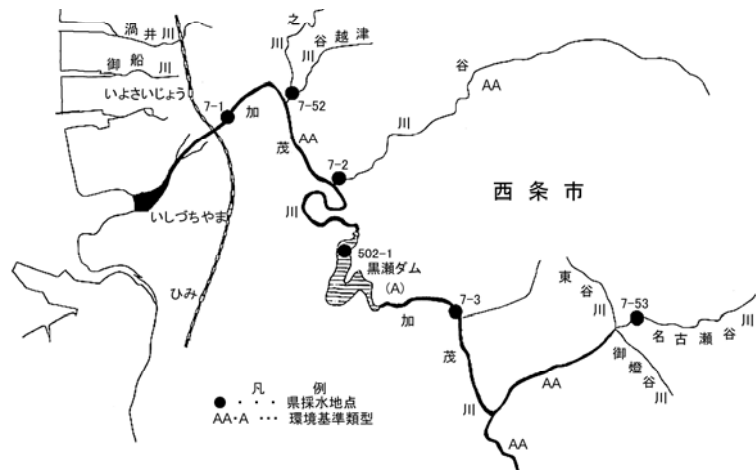 渦井川
御船川
いよさいじょう
7-1
之川
谷越津
川
7-52
加茂川
AA
7-2
谷川
AA
西条市
いしづちやま
502-1
黒瀬ダム
(A)
ひみ
加茂川
7-3
東谷川
7-53
名古瀬谷川
御燈谷川
AA
AA
凡 例
● ・ ・ ・ 県採水地点
AA・A ・・・ 環境基準類型